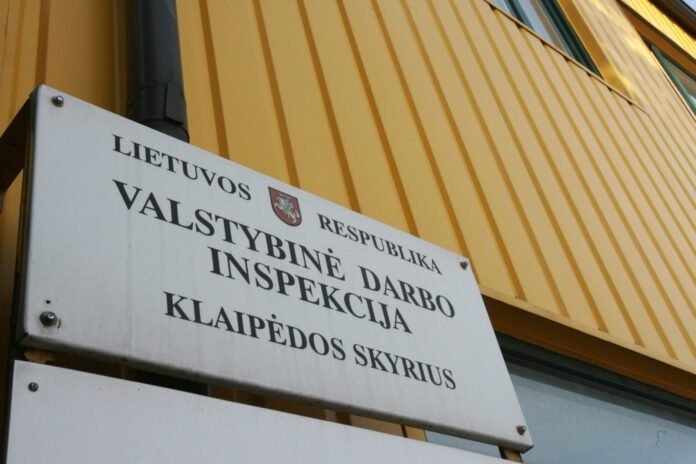 LIETUVOS RESPUBLIKA
VALSTYBINĖ DARBO
INSPEKCIJA
KLAIPĖDOS SKYRIUS